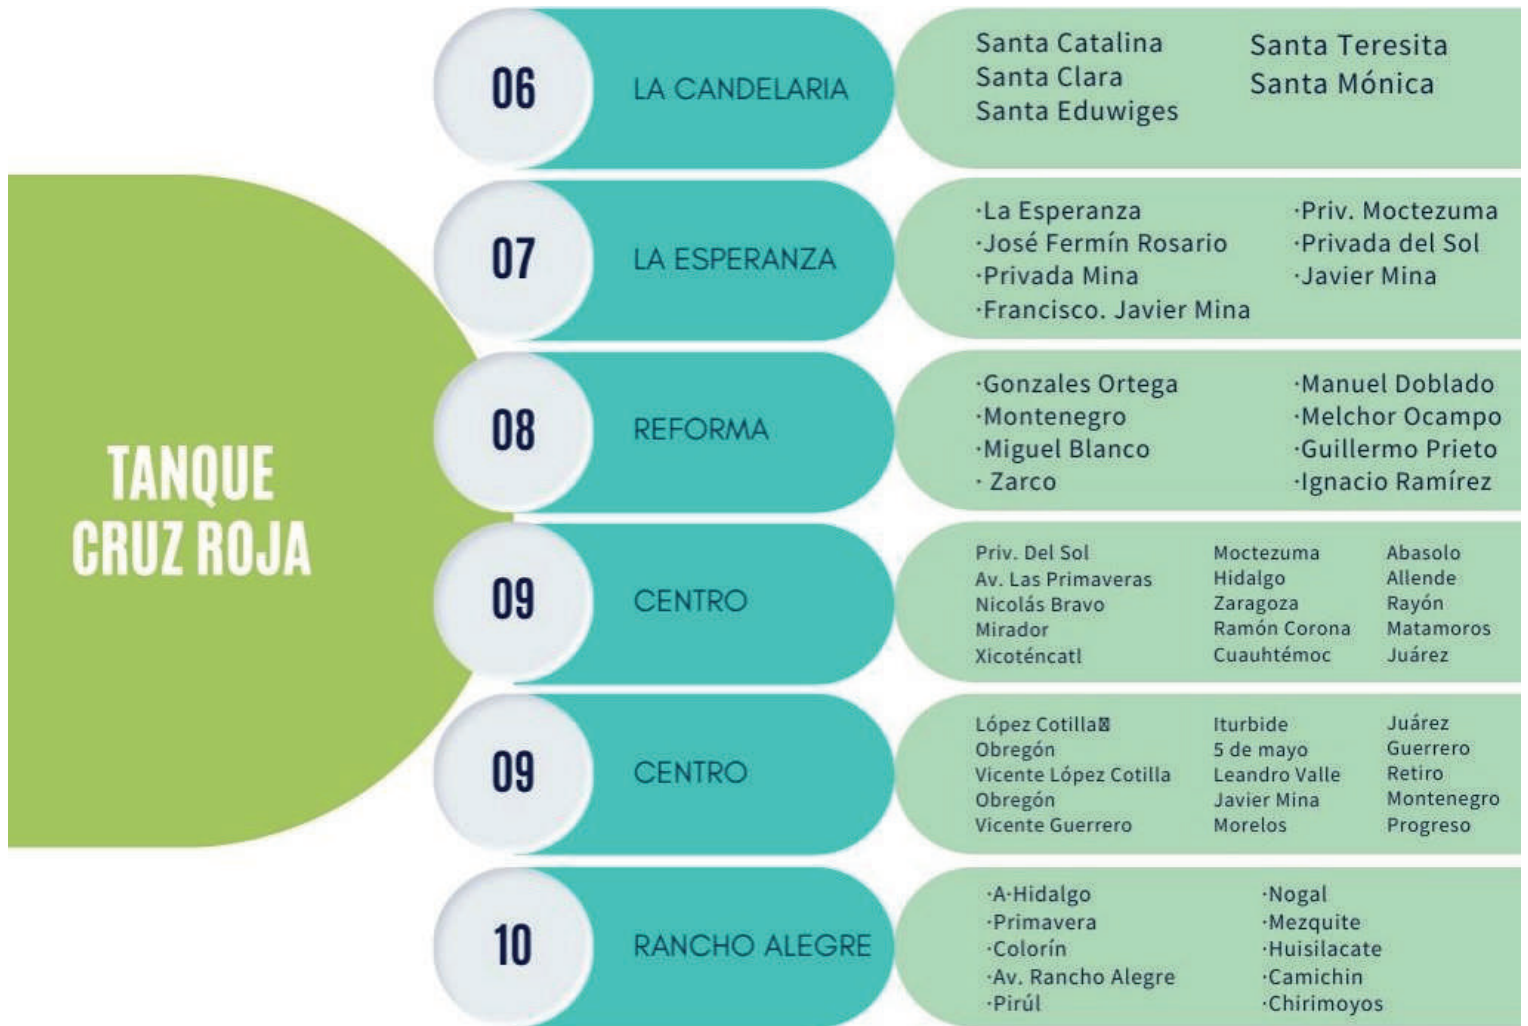 TANQUE
CRUZ ROJA
06
LA CANDELARIA
Santa Catalina
Santa Clara
Santa Eduwiges
Santa Teresita
Santa Mónica
07
LA ESPERANZA
·La Esperanza
·José Fermín Rosario
·Privada Mina
·Francisco. Javier Mina
·Priv. Moctezuma
·Privada del Sol
·Javier Mina
08
REFORMA
·Gonzales Ortega
·Montenegro
·Miguel Blanco
· Zarco
·Manuel Doblado
·Melchor Ocampo
·Guillermo Prieto
·Ignacio Ramírez
09
CENTRO
Priv. Del Sol
Av. Las Primaveras
Nicolás Bravo
Mirador
Xicoténcatl
Moctezuma
Hidalgo
Zaragoza
Ramón Corona
Cuauhtémoc
Abasolo
Allende
Rayón
Matamoros
Juárez
09
CENTRO
López Cotilla
Obregón
Vicente López Cotilla
Obregón
Vicente Guerrero
Iturbide
5 de mayo
Leandro Valle
Javier Mina
Morelos
Juárez
Guerrero
Retiro
Montenegro
Progreso
10
RANCHO ALEGRE
·A·Hidalgo
·Primavera
·Colorín
·Av. Rancho Alegre
·Pirúl
·Nogal
·Mezquite
·Huisilacate
·Camichin
·Chirimoyos